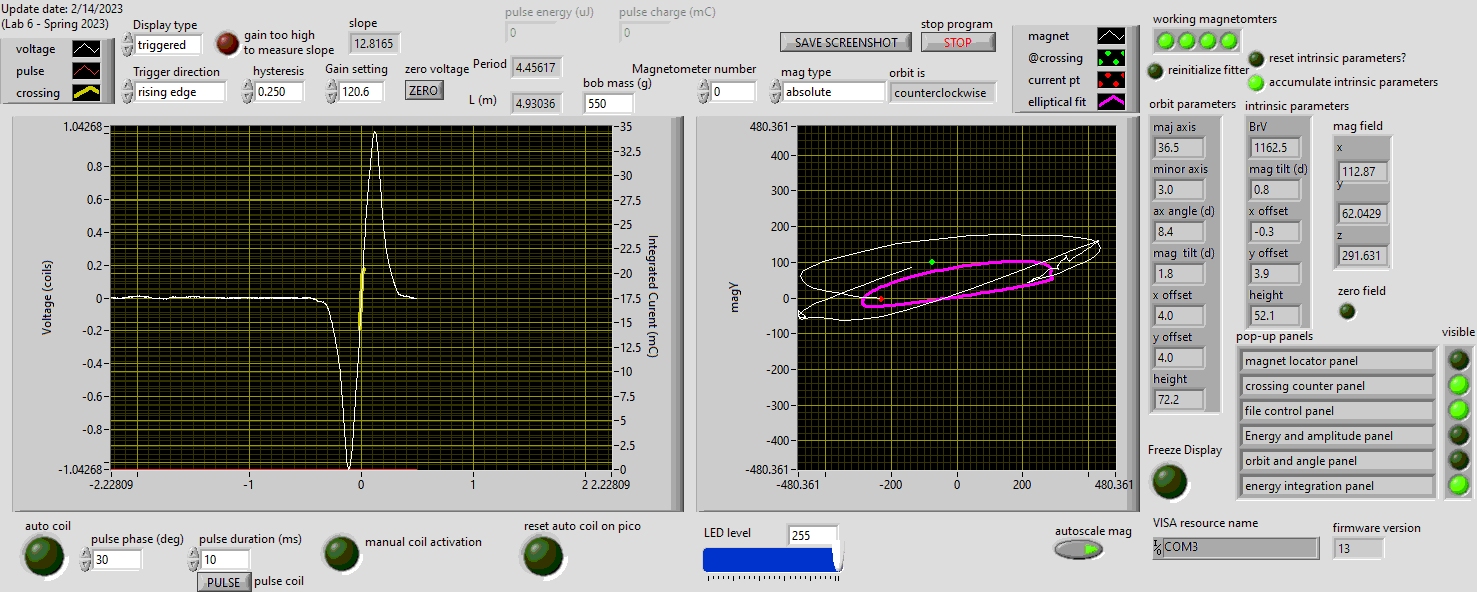 Update date: 2/14/2023
(Lab 6 - Spring 2023)
voltage
pulse
crossing
Display type
triggered
gain too high
to measure slope
slope
12.8165
pulse energy (uJ)
0
pulse charge (mC)
0
Trigger direction
rising edge
hysteresis
0.250
Gain setting
120.6
zero voltage
ZERO
Period
4.45617
L (m)
4.93036
bob mass (g)
550
SAVE SCREENSHOT
stop program
STOP
Magnetometer number
0
mag type
absolute
orbit is
counterclockwise
magnet
@crossing
current pt
elliptical fit
working magnetomters
reinitialize fitter
reset intrinsic parameters?
accumulate intrinsic parameters
Voltage (coils)
1.04268
0.8
0.6
0.4
0.2
0
-0.2
-0.4
-0.6
-0.8
-1.04268
-2.22809
-1
0
1
2
2.22809
35
32.5
30
27.5
25
22.5
20
17.5
15
12.5
10
7.5
5
2.5
0
Integrated Curent (mC)
magy
480.361
400
300
200
100
0
-100
-200
-300
-400
-480.361
-480.361
-200
0
200
480.361
orbit parameters
maj axis
36.5
minor axis
3.0
ax angle (d)
8.4
mag tilt (d)
1.8
x offset
4.0
y offset
4.0
height
72.2
intrinsic parameters
BrV
1162.5
mag tilt (d)
0.8
x offset
-0.3
y offset
3.9
height
52.1
mag field
x
112.87
y
62.0429
z
291.631
zero field
pop-up panels
visible
magnet locator panel
crossing counter panel
file control panel
Energy and amplitude panel
orbit and angle panel
energy integration panel
Freeze Display
auto coil
pulse phase (deg)
30
pulse duration (ms)
10
PULSE
pulse coil
manual coil activation
reset auto coil on pico
LED level
255
autoscale mag
VISA resource name
COM3
firmware version
13